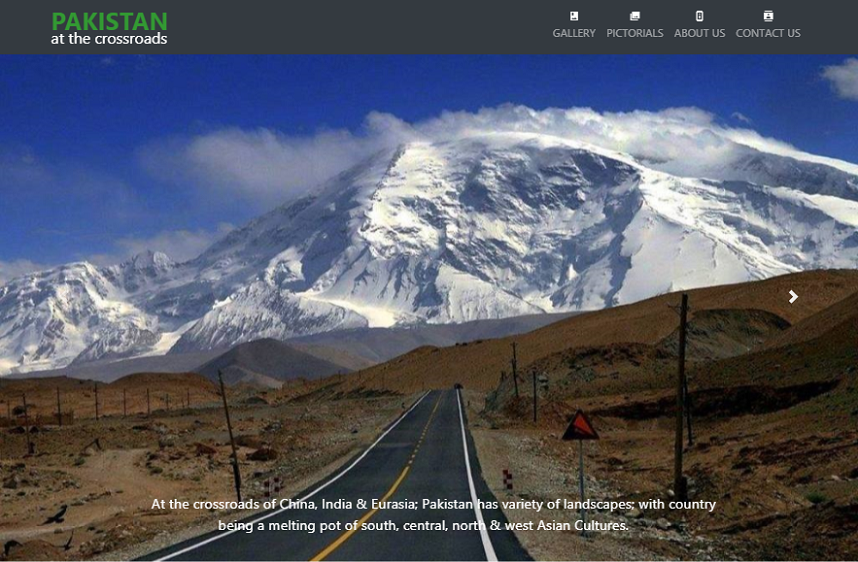 PAKISTAN
at the crossroads
GALLERY PICTORIALS ABOUT US CONTACT US
At the crossroads of China, India & Eurasia; Pakistan has variety of landscapes; with country
being a melting pot of south, central, north & west Asian Cultures.